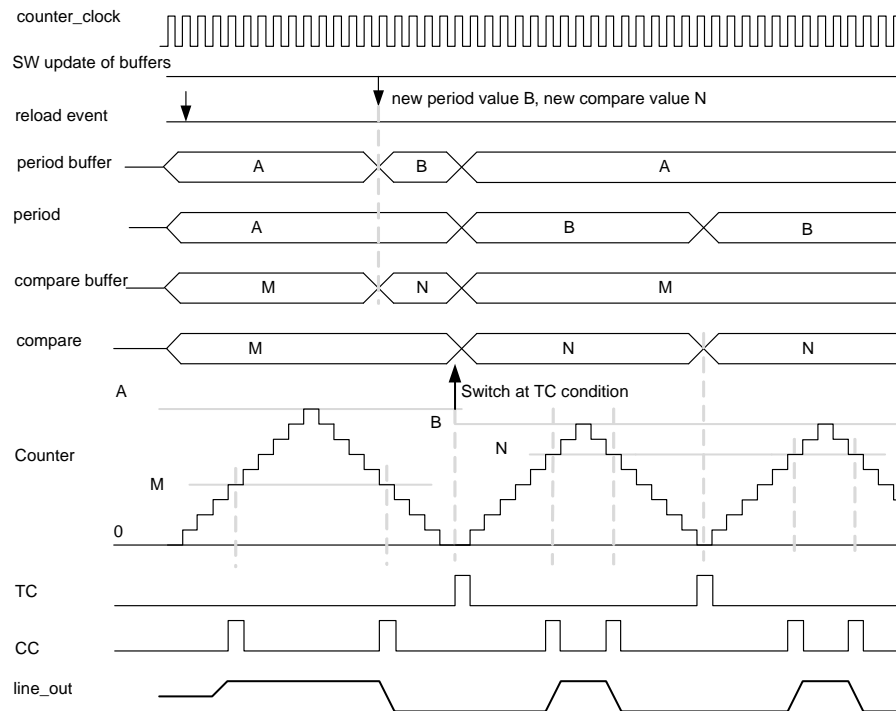 counter_clock
SW update of buffers
new period value B, new compare value N
reload event
period buffer
A
B
A
period
A
B
B
compare buffer
M
N
M
compare
M
N
N
A
Switch at TC condition
B
N
Counter
M
0
TC
CC
line_out